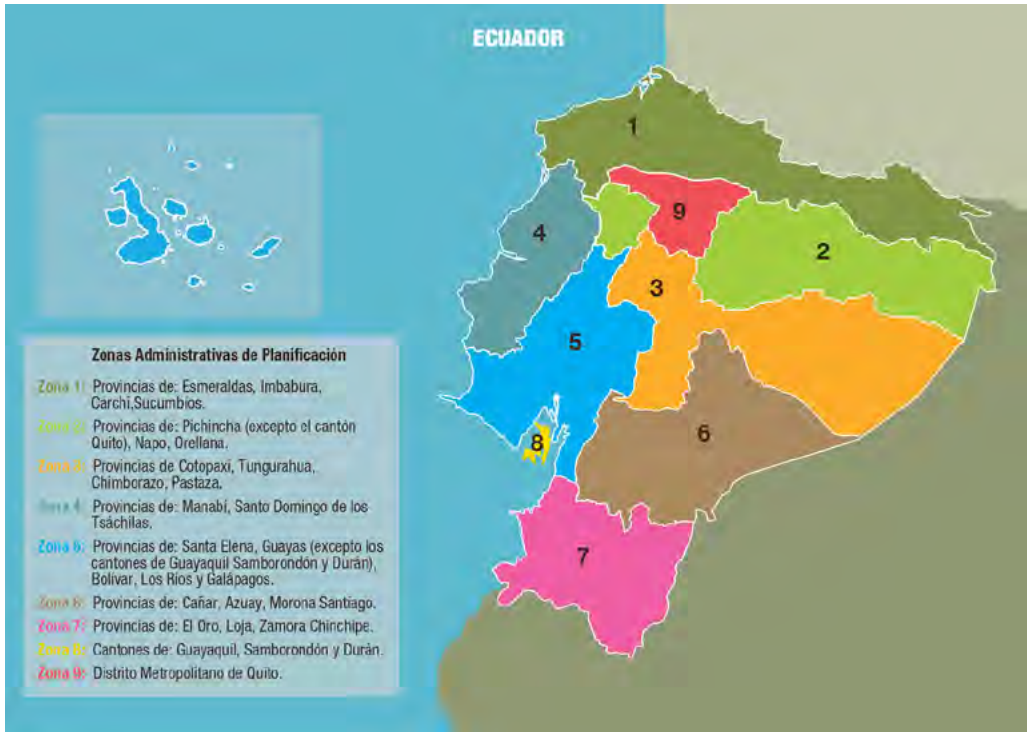 ECUADOR
1
9
4
2
3
5
8
6
7
Zonas Administrativas de Planificación
Zona 1: Provincias de: Esmeraldas, Imbabura,
Carchi,Sucumbios.
Zona 2: Provincias de: Pichincha (excepto el cantón
Quito), Napo, Orellana.
Zona 3: Provincias de Cotopaxi, Tungurahua,
Chimborazo, Pastaza.
Zona 4: Provincias de: Manabí, Santo Domingo de los
Tsáchilas.
Zona 5: Provincias de: Santa Elena, Guayas (excepto los
cantones de Guayaquil Samborondón y Durán),
Bolívar, Los Ríos y Galápagos.
Zona 6: Provincias de: Cañar, Azuay, Morona Santiago.
Zona 7: Provincias de: El Oro, Loja, Zamora Chinchipe.
Zona 8: Cantones de: Guayaquil, Samborondón y Durán.
Zona 9: Distrito Metropolitano de Quito.